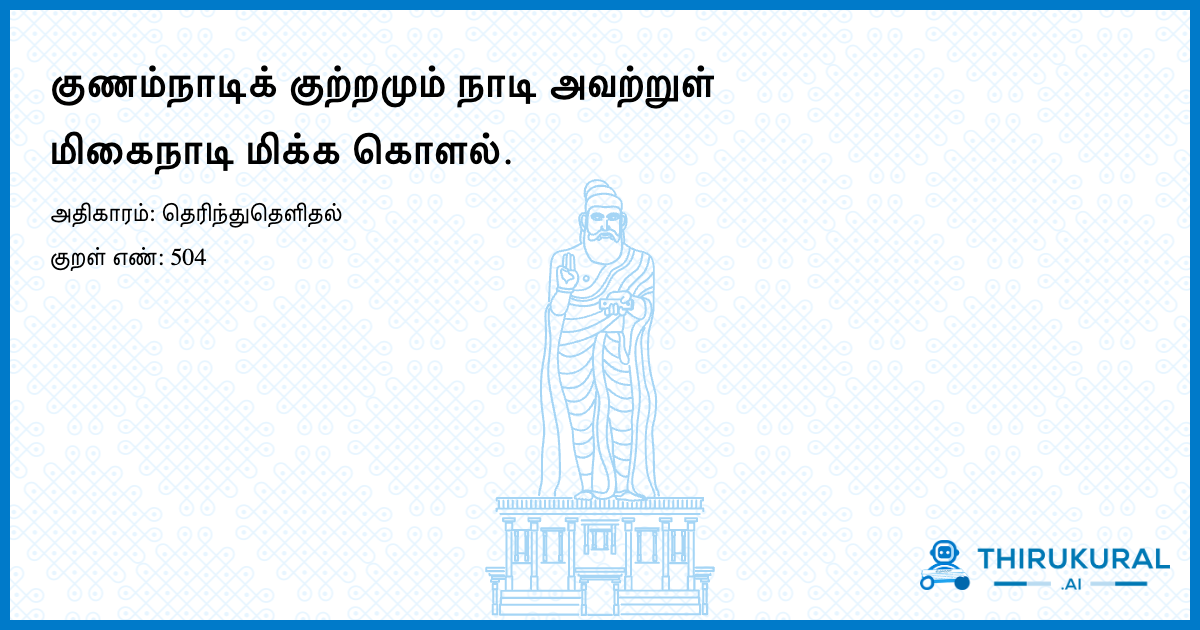 குணம்நாடிக் குற்றமும் நாடி அவற்றுள்
மிகைநாடி மிக்க கொளல்.
அதிகாரம்: தெரிந்துதெளிதல்
குறள் எண்: 504
THIRUKURAL
.AI